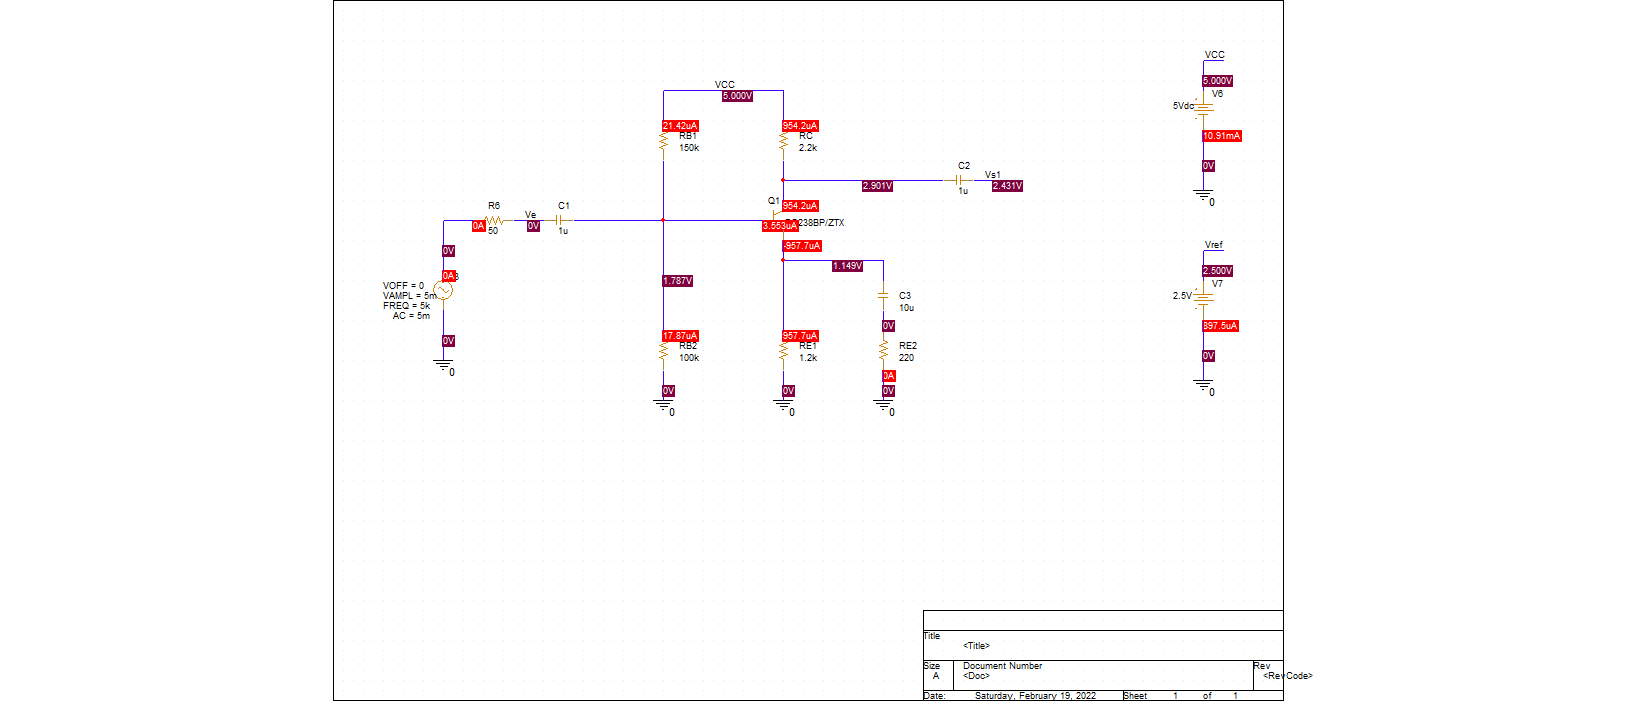 VCC
5.000V
21.42uA
RB1
150k
954.2uA
RC
2.2k
2.901V
C2
1u
Vs1
2.431V
Q1
954.2uA
3.553uA
238BP/ZTX
-957.7uA
R6
0A
50
Ve
0V
C1
1u
0V
0A
VOFF = 0
VAMPL = 5m
FREQ = 5k
AC = 5m
0V
0
1.787V
1.149V
C3
10u
0V
17.87uA
RB2
100k
957.7uA
RE1
1.2k
RE2
220
0A
0V
0V
0V
0
0
0
VCC
5.000V
V6
5Vdc
10.91mA
0V
0
Vref
2.500V
V7
2.5V
897.5uA
0V
0
Title
<Title>
Size
A
Document Number
<Doc>
Rev
<RevCode>
Date:
Saturday, February 19, 2022
Sheet 1 of 1